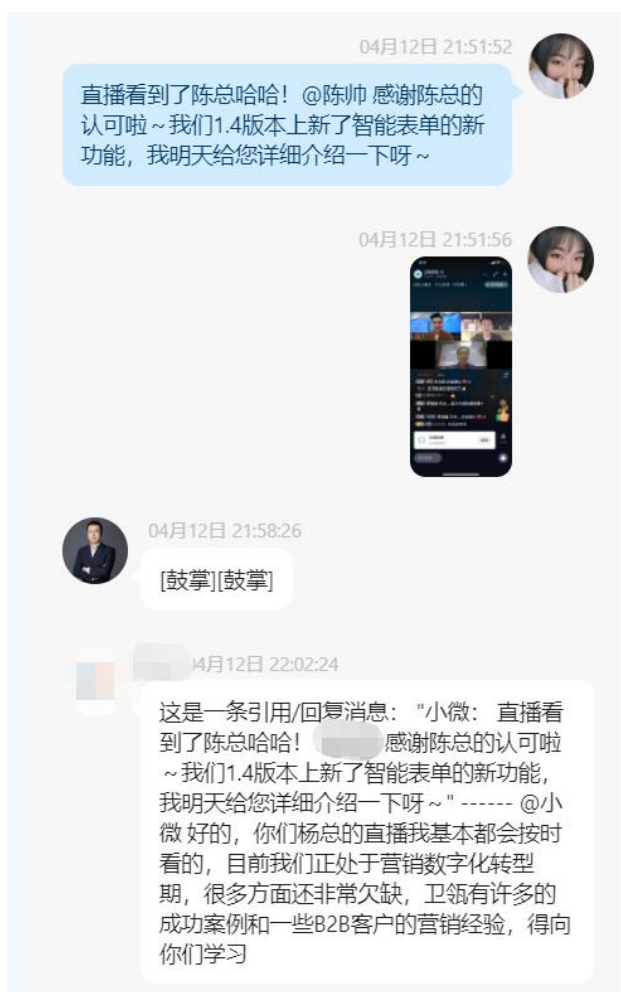 04月12日 21:51:52
直播看到了陈总哈哈！@陈帅 感谢陈总的
认可啦～我们1.4版本上新了智能表单的新
功能，我明天给您详细介绍一下呀～
04月12日 21:51:56
04月12日 21:58:26
[鼓掌][鼓掌]
4月12日 22:02:24
这是一条引用/回复消息： "小微： 直播看
到了陈总哈哈！ 感谢陈总的认可啦
～我们1.4版本上新了智能表单的新功能，
我明天给您详细介绍一下呀～" ------ @小
微 好的，你们杨总的直播我基本都会按时
看的，目前我们正处于营销数字化转型
期，很多方面还非常欠缺，卫瓴有许多的
成功案例和一些B2B客户的营销经验，得向
你们学习